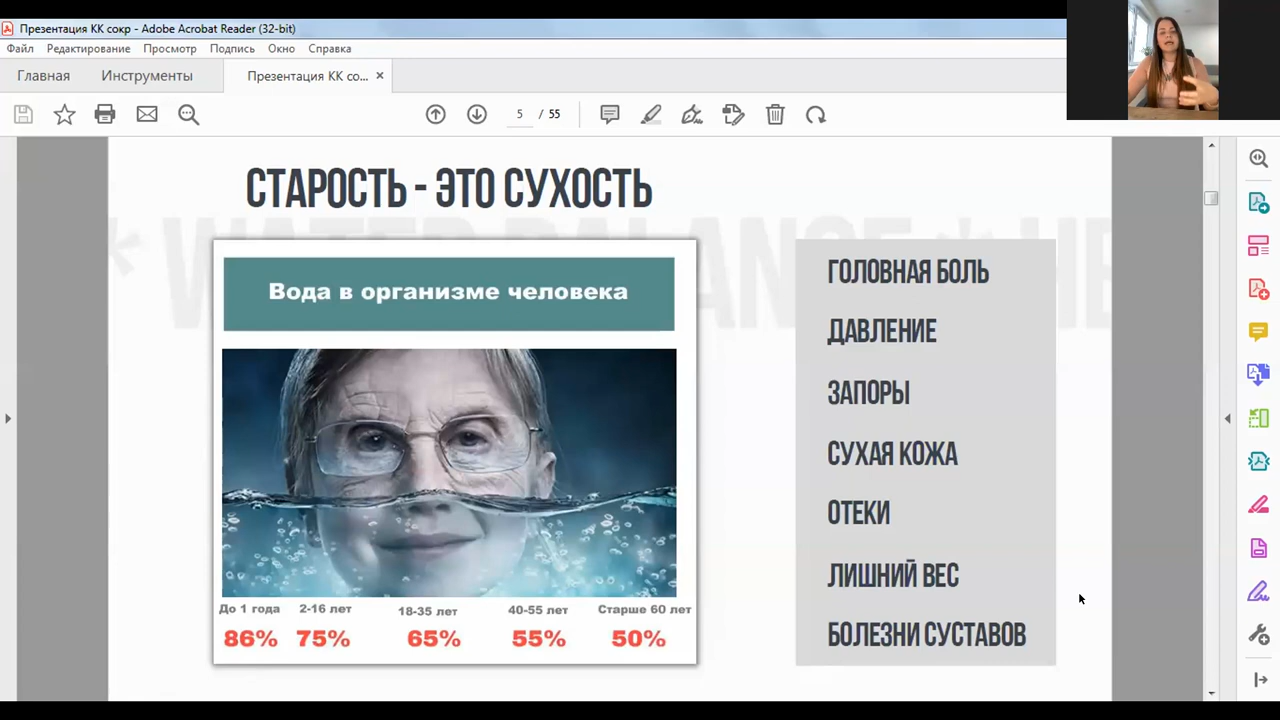 Презентация КК сокр - Adobe Acrobat Reader (32-bit)
Файл Редактирование Просмотр Подпись Окно Справка
Главная Инструменты Презентация КК со... ×
5 / 55
СТАРОСТЬ - ЭТО СУХОСТЬ
Вода в организме человека
До 1 года 2-16 лет 18-35 лет 40-55 лет Старше 60 лет
86% 75% 65% 55% 50%
ГОЛОВНАЯ БОЛЬ
ДАВЛЕНИЕ
ЗАПОРЫ
СУХАЯ КОЖА
ОТЕКИ
ЛИШНИЙ ВЕС
БОЛЕЗНИ СУСТАВОВ